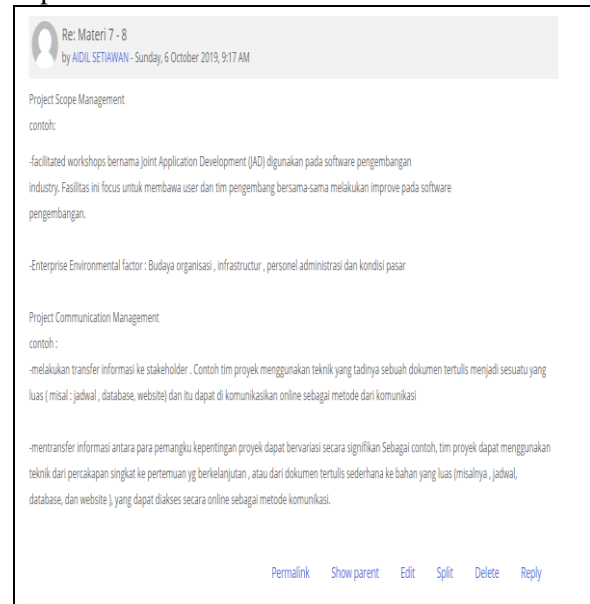 Re: Materi 7 - 8
by AIDIL SETIAWAN - Sunday, 6 October 2019, 9:17 AM
Project Scope Management
contoh:
-facilitated workshops bernama Joint Application Development (JAD) digunakan pada software pengembangan
industry. Fasilitas ini focus untuk membawa user dan tim pengembang bersama-sama melakukan improve pada software
pengembangan.
-Enterprise Environmental factor : Budaya organisasi , infrastructur , personel administrasi dan kondisi pasar
Project Communication Management
contoh :
-melakukan transfer informasi ke stakeholder . Contoh tim proyek menggunakan teknik yang tadinya sebuah dokumen tertulis menjadi sesuatu yang
luas ( misal : jadwal , database, website) dan itu dapat di komunikasikan online sebagai metode dari komunikasi
-mentransfer informasi antara para pemangku kepentingan proyek dapat bervariasi secara signifikan Sebagai contoh, tim proyek dapat menggunakan
teknik dari percakapan singkat ke pertemuan yg berkelanjutan , atau dari dokumen tertulis sederhana ke bahan yang luas (misalnya , jadwal,
database, dan website ), yang dapat diakses secara online sebagai metode komunikasi.
Permalink Show parent Edit Split Delete Reply